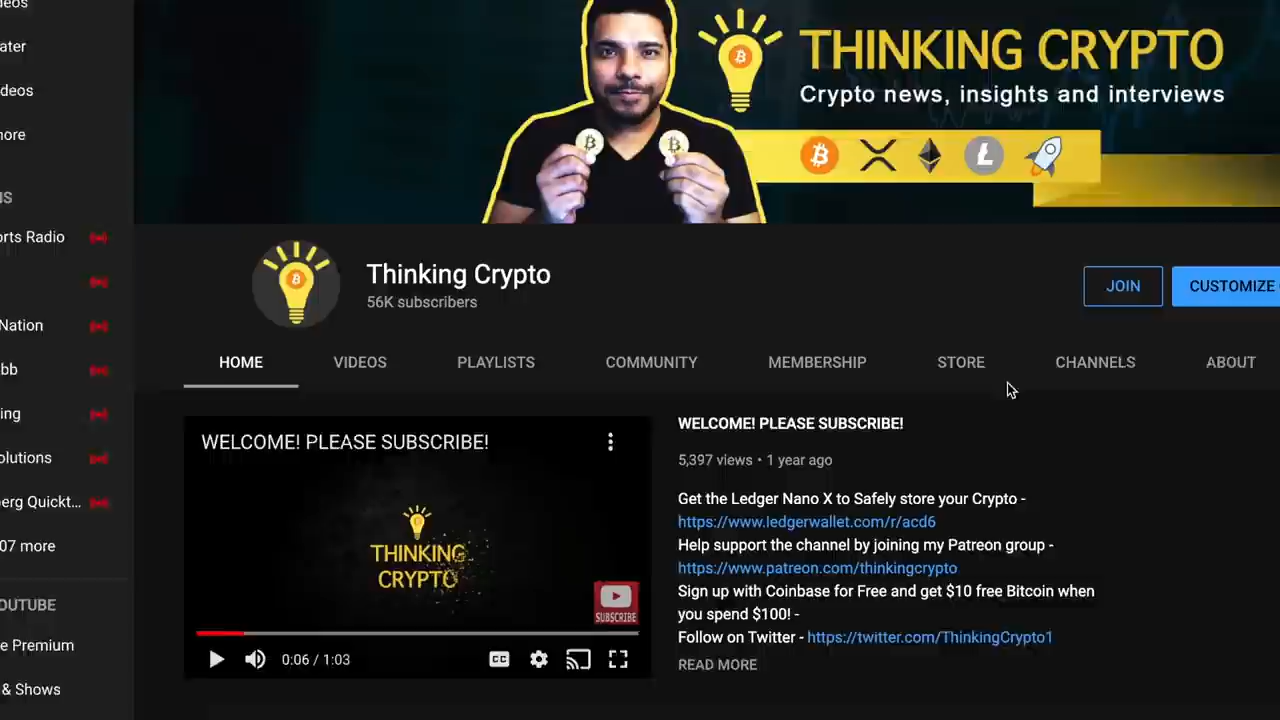 deos
ater
deos
nore
NS
orts Radio
Nation
bb
ing
olutions
erg Quickt...
07 more
OUTUBE
e Premium
& Shows
THINKING CRYPTO
Crypto news, insights and interviews
Thinking Crypto
56K subscribers
JOIN
CUSTOMIZE
HOME
VIDEOS
PLAYLISTS
COMMUNITY
MEMBERSHIP
STORE
CHANNELS
ABOUT
WELCOME! PLEASE SUBSCRIBE!
THINKING
CRYPTO
SUBSCRIBE
0:06 / 1:03
CC
WELCOME! PLEASE SUBSCRIBE!
5,397 views • 1 year ago
Get the Ledger Nano X to Safely store your Crypto -
https://www.ledgerwallet.com/r/acd6
Help support the channel by joining my Patreon group -
https://www.patreon.com/thinkingcrypto
Sign up with Coinbase for Free and get $10 free Bitcoin when
you spend $100! -
Follow on Twitter - https://twitter.com/ThinkingCrypto1
READ MORE